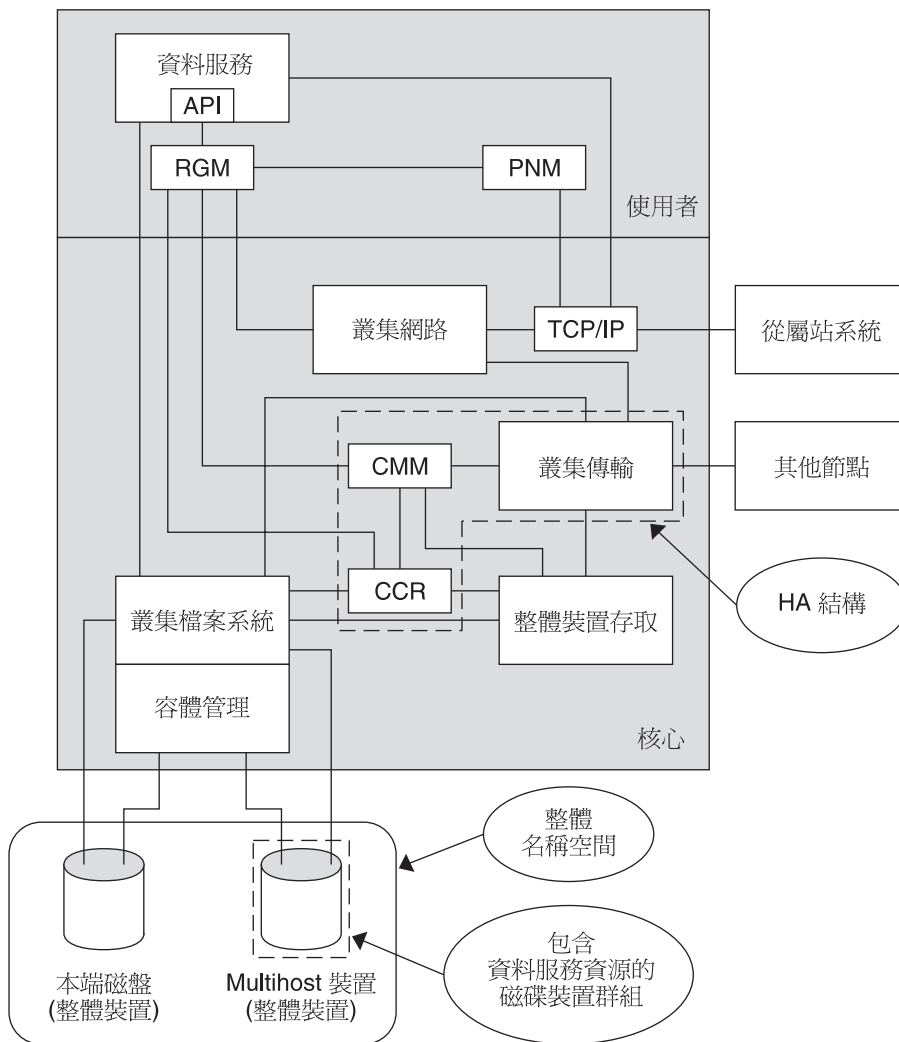 資料服務
API
RGM
PNM
使用者
叢集網路
TCP/IP
從屬站系統
CMM
叢集傳輸
其他節點
CCR
HA 結構
叢集檔案系統
整體裝置存取
容體管理
核心
整體
名稱空間
本端磁盤
(整體裝置)
Multihost 裝置
(整體裝置)
包含
資料服務資源的
磁碟裝置群組